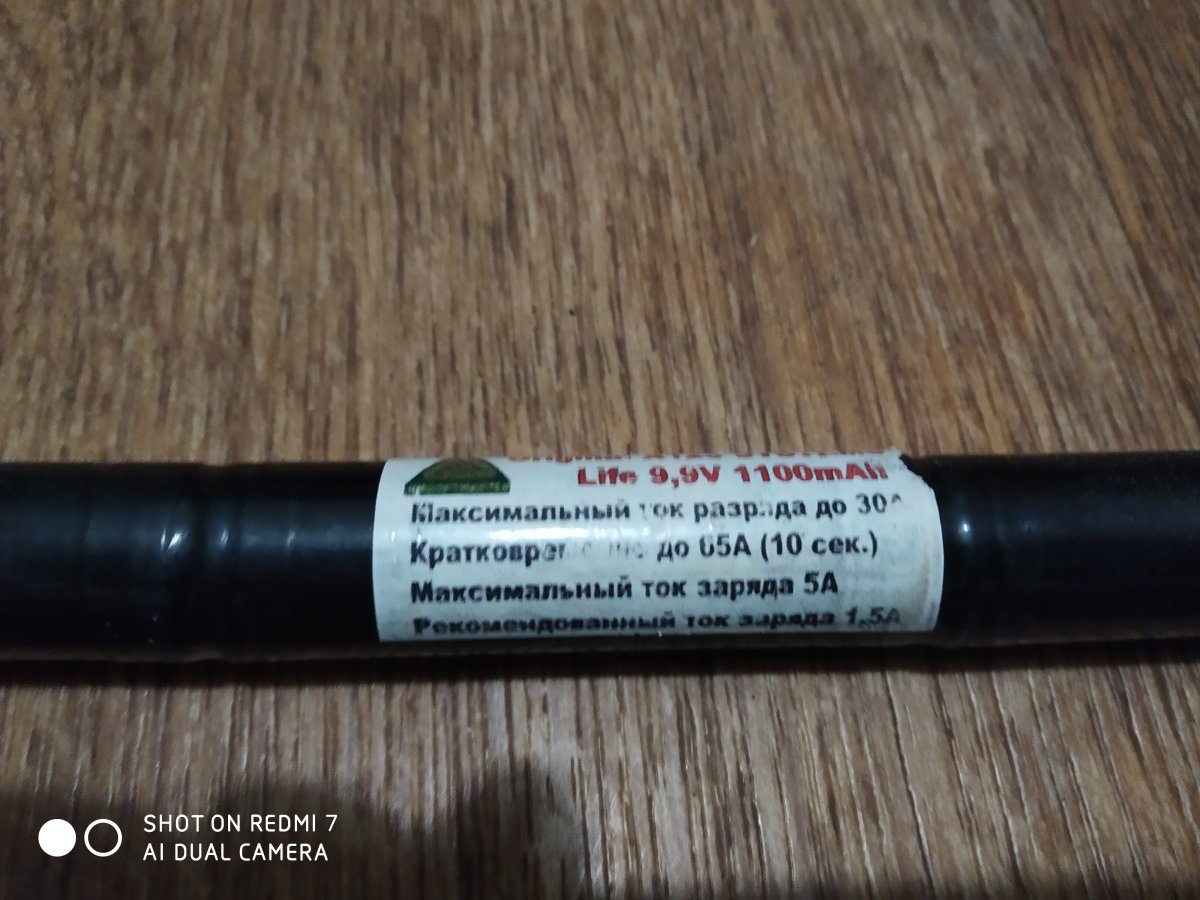 Life 9,9V 1100mAh
Максимальный ток разряда до 30А
до 65А (10 сек.)
Максимальный ток заряда 5А
Рекомендованный ток заряда 1,5А
SHOT ON REDMI 7
AI DUAL CAMERA